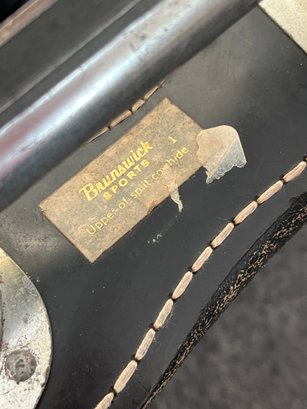 Brunswick
SPORTS 1
Upper of split cowhide